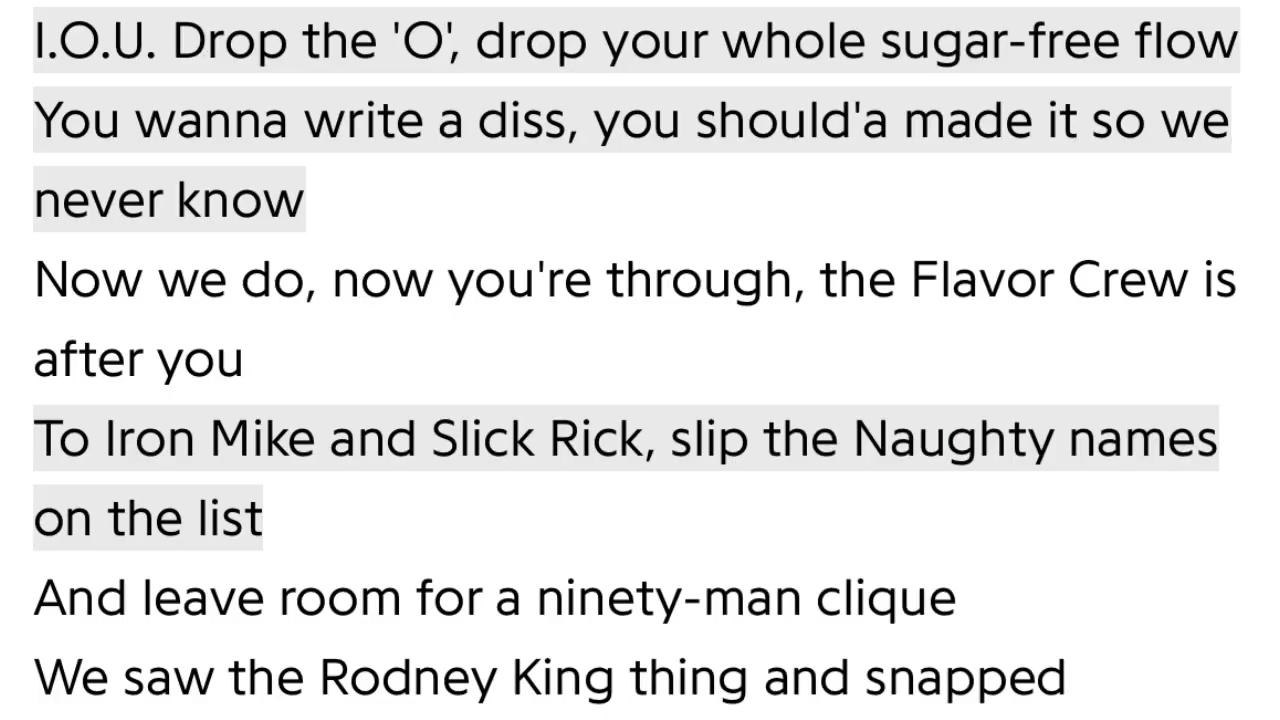 I.O.U. Drop the 'O', drop your whole sugar-free flow
You wanna write a diss, you should'a made it so we
never know
Now we do, now you're through, the Flavor Crew is
after you
To Iron Mike and Slick Rick, slip the Naughty names
on the list
And leave room for a ninety-man clique
We saw the Rodney King thing and snapped